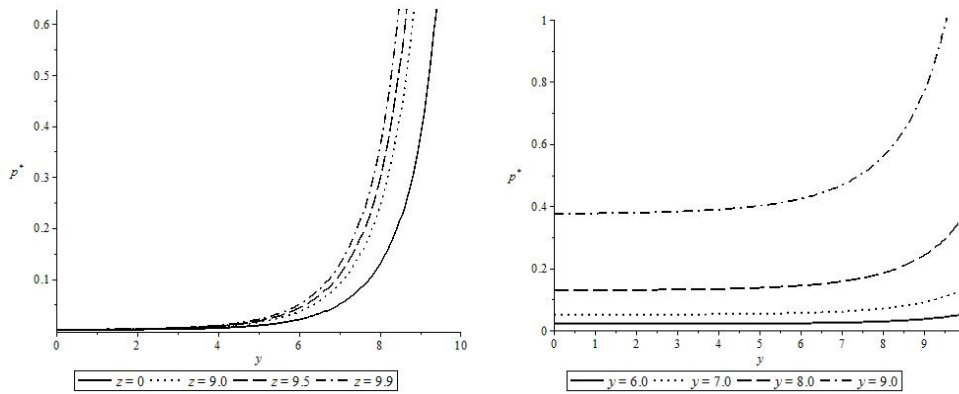 0.6
0.5
0.4
p*
0.3
0.2
0.1
0 2 4 6 8 10
y
z = 0 z = 9.0 z = 9.5 z = 9.9
1
0.8
0.6
p*
0.4
0.2
0
0 1 2 3 4 5 6 7 8 9
y
y = 6.0 y = 7.0 y = 8.0 y = 9.0